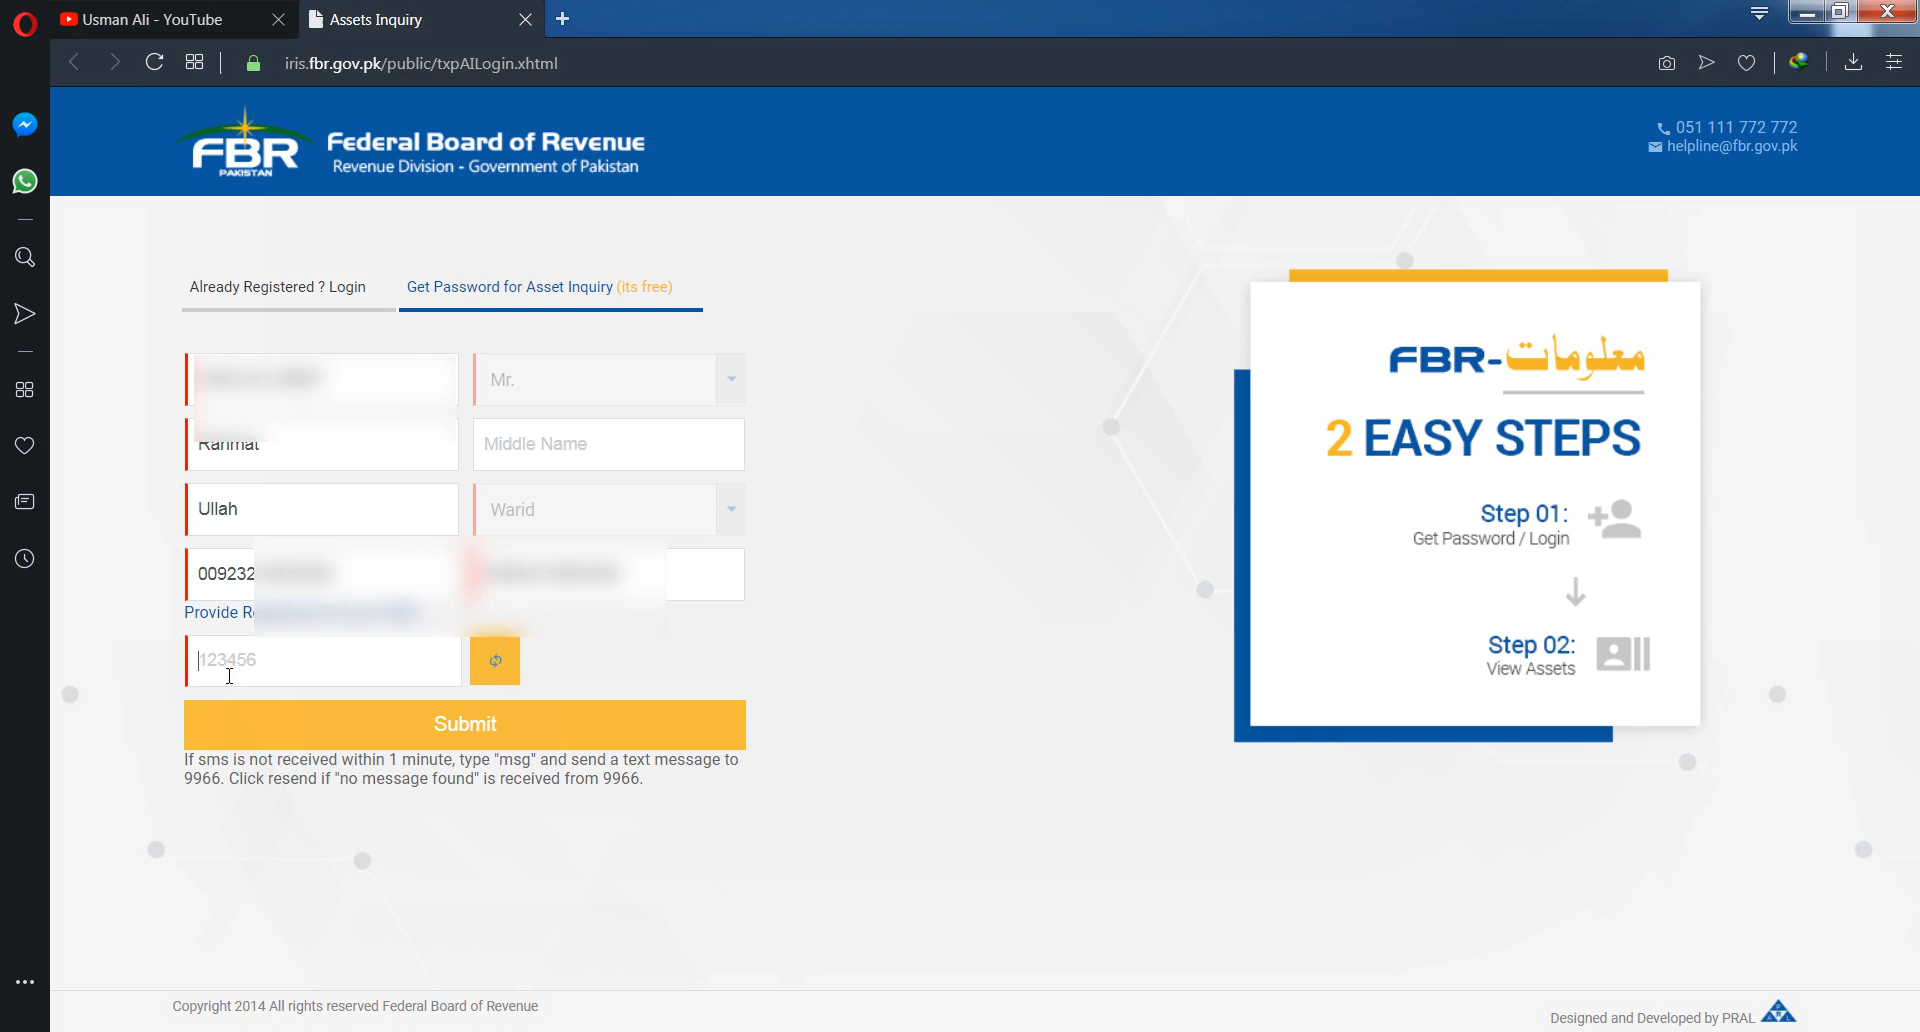 Usman Ali - YouTube
Assets Inquiry
iris.fbr.gov.pk/public/txpAILogin.xhtml
FBR
PAKISTAN
Federal Board of Revenue
Revenue Division - Government of Pakistan
051 111 772 772
helpline@fbr.gov.pk
Already Registered ? Login
Get Password for Asset Inquiry (its free)
Mr.
Rahmat
Middle Name
Ullah
Warid
009232
Provide
123456
Submit
If sms is not received within 1 minute, type "msg" and send a text message to
9966. Click resend if "no message found" is received from 9966.
FBR-معلومات
2 EASY STEPS
Step 01:
Get Password / Login
Step 02:
View Assets
Copyright 2014 All rights reserved Federal Board of Revenue
Designed and Developed by PRAL